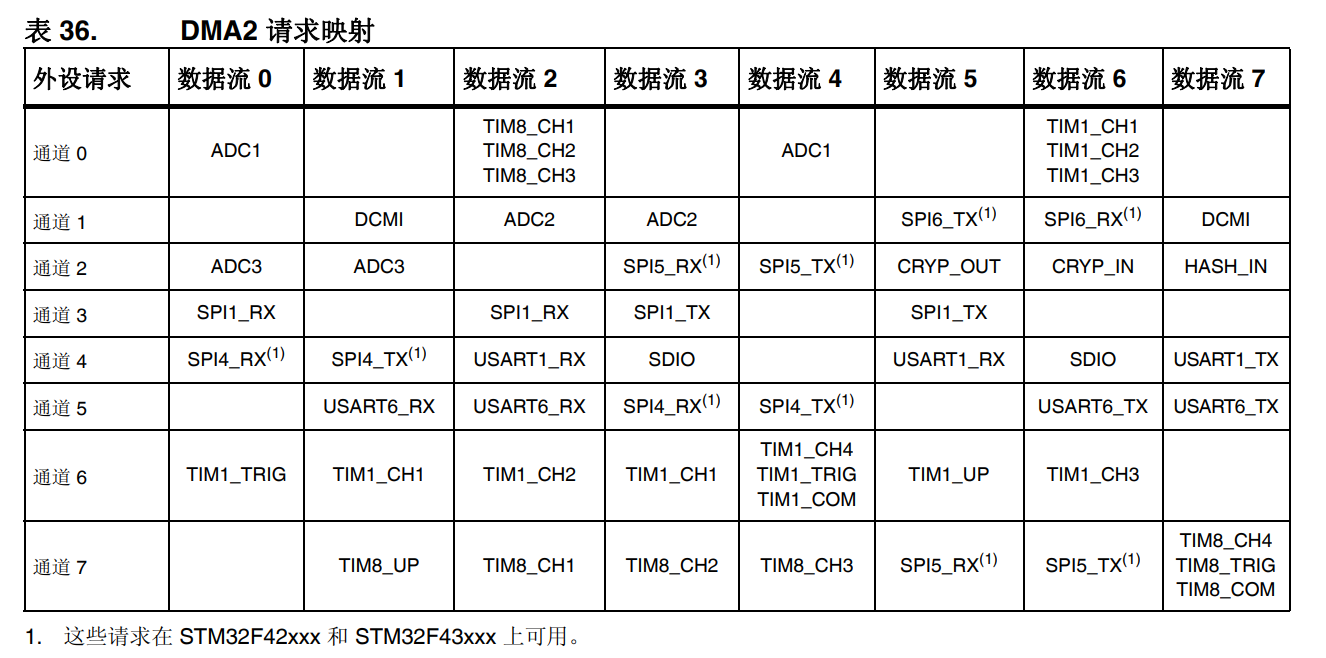 表 36. DMA2 请求映射
外设请求 数据流 0 数据流 1 数据流 2 数据流 3 数据流 4 数据流 5 数据流 6 数据流 7
TIM8_CH1 TIM1_CH1
通道 0 ADC1 TIM8_CH2 ADC1 TIM1_CH2
TIM8_CH3 TIM1_CH3
通道 1 DCMI ADC2 ADC2 SPI6_TX(1) SPI6_RX(1) DCMI
通道 2 ADC3 ADC3 SPI5_RX(1) SPI5_TX(1) CRYP_OUT CRYP_IN HASH_IN
通道 3 SPI1_RX SPI1_RX SPI1_TX SPI1_TX
通道 4 SPI4_RX(1) SPI4_TX(1) USART1_RX SDIO USART1_RX SDIO USART1_TX
通道 5 USART6_RX USART6_RX SPI4_RX(1) SPI4_TX(1) USART6_TX USART6_TX
TIM1_CH4
通道 6 TIM1_TRIG TIM1_CH1 TIM1_CH2 TIM1_CH1 TIM1_TRIG TIM1_UP TIM1_CH3
TIM1_COM
TIM8_CH4
通道 7 TIM8_UP TIM8_CH1 TIM8_CH2 TIM8_CH3 SPI5_RX(1) SPI5_TX(1) TIM8_TRIG
TIM8_COM
1. 这些请求在 STM32F42xxx 和 STM32F43xxx 上可用。